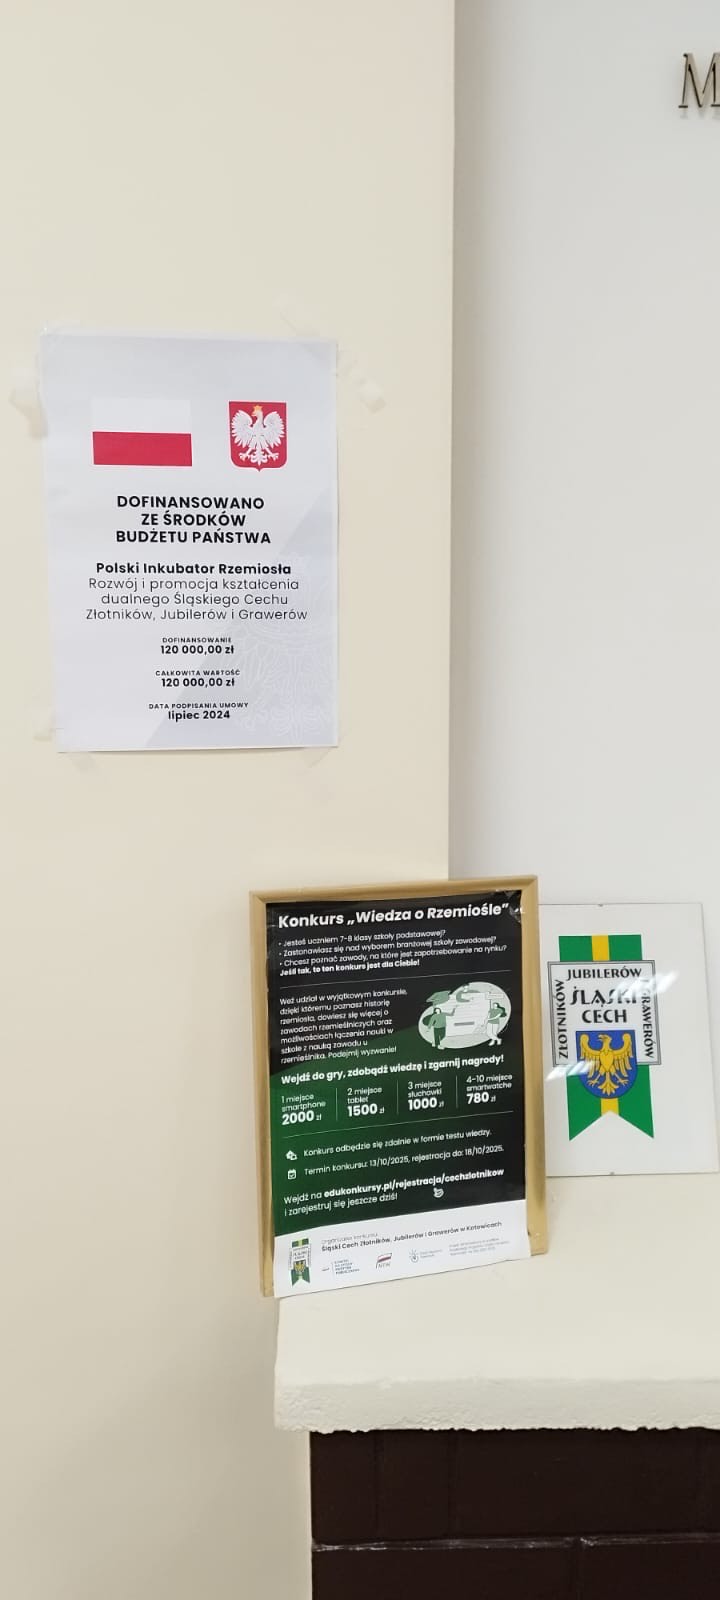 M
DOFINANSOWANO
ZE ŚRODKÓW
BUDŻETU PAŃSTWA
Polski Inkubator Rzemiosła
Rozwój i promocja kształcenia
dualnego Śląskiego Cechu
Złotników, Jubilerów i Grawerów
DOFINANSOWANIE
120 000,00 zł
CAŁKOWITA WARTOŚĆ
120 000,00 zł
DATA PODPISANIA UMOWY
lipiec 2024
Konkurs „Wiedza o Rzemiośle”
• Jesteś uczniem 7-8 klasy szkoły podstawowej?
• Zastanawiasz się nad wyborem branżowej szkoły zawodowej?
• Chcesz poznać zawody, na które jest zapotrzebowanie na rynku?
Jeśli tak, to ten konkurs jest dla Ciebie!
Weź udział w wyjątkowym konkursie,
dzięki któremu poznasz historię
rzemiosła, dowiesz się więcej o
zawodach rzemieślniczych oraz
możliwościach łączenia nauki w
szkole z nauką zawodu u
rzemieślnika. Podejmij wyzwanie!
Wejdź do gry, zdobądź wiedzę i zgarnij nagrody!
1 miejsce
smartphone
2000 zł
2 miejsce
tablet
1500 zł
3 miejsce
słuchawki
1000 zł
4-10 miejsce
smartwatche
780 zł
Konkurs odbędzie się zdalnie w formie testu wiedzy.
Termin konkursu: 13/10/2025, rejestracja do: 18/10/2025.
Wejdź na edukonkursy.pl/rejestracja/cechzlotnikow
i zarejestruj się jeszcze dziś!
organizator konkursu:
Śląski Cech Złotników, Jubilerów i Grawerów w Katowicach
JUBILERÓW
ZŁOTNIKÓW
ŚLĄSKI
CECH
GRAWERÓW